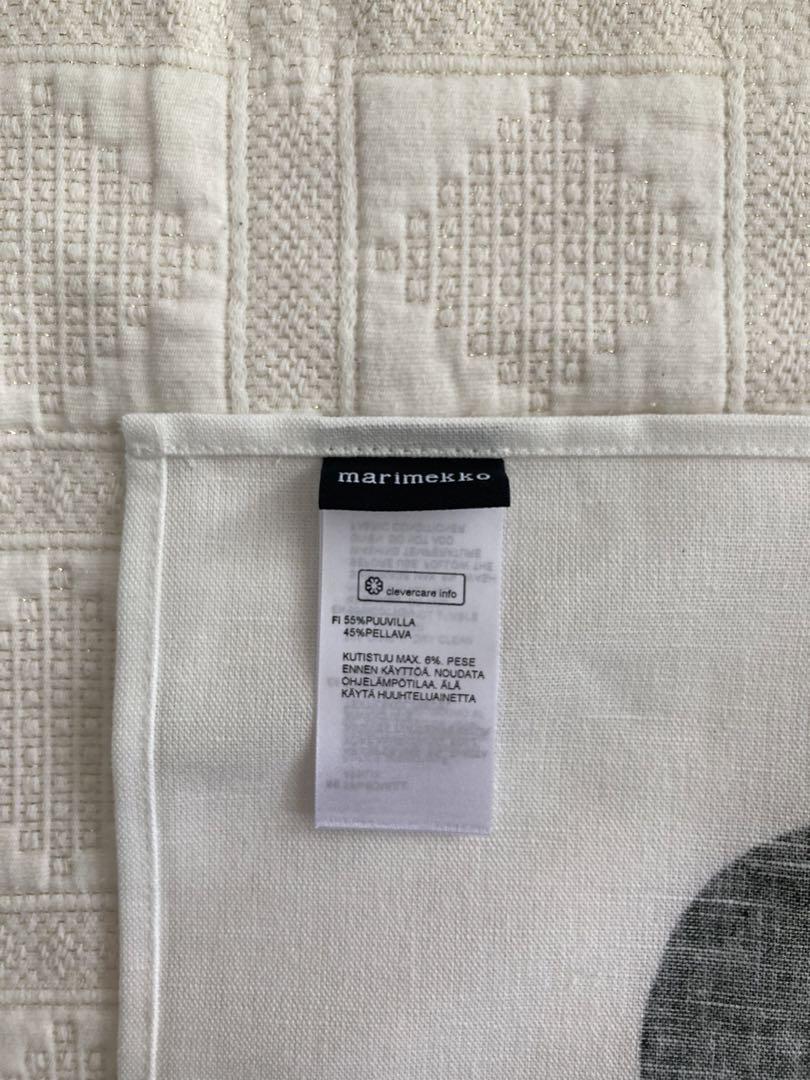 marimekko
clevercare info
FI 55%PUUVILLA
45%PELLAVA
KUTISTUU MAX. 6%. PESE
ENNEN KÄYTTÖÄ. NOUDATA
OHJELÄMPÖTILAA. ÄLÄ
KÄYTÄ HUUHTELUAINETTA